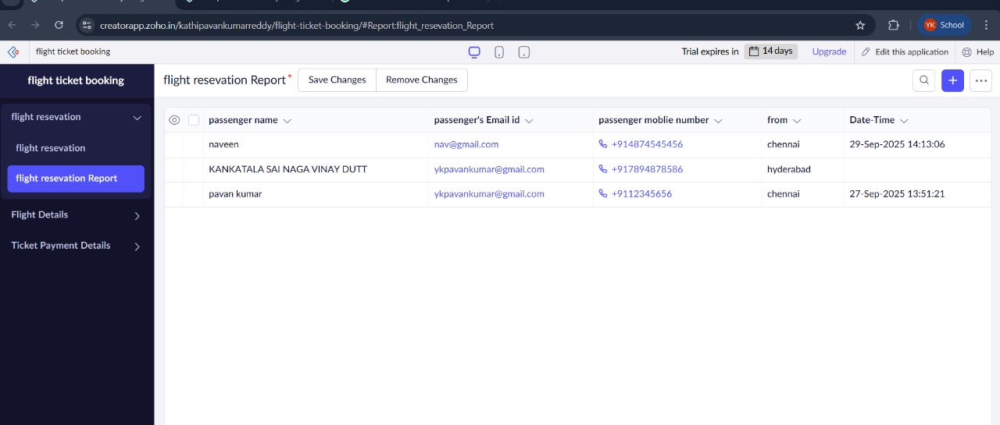 creatorapp.zoho.in/kathipavankumarreddy/flight-ticket-booking/#Report:flight_resevation_Report
YK School
flight ticket booking
Trial expires in 14 days Upgrade Edit this application Help
flight ticket booking
flight resevation Report * Save Changes Remove Changes
flight resevation
flight resevation
flight resevation Report
Flight Details
Ticket Payment Details
passenger name passenger's Email id passenger moblie number from Date-Time
naveen nav@gmail.com +914874545456 chennai 29-Sep-2025 14:13:06
KANKATALA SAI NAGA VINAY DUTT ykpavankumar@gmail.com +917894878586 hyderabad
pavan kumar ykpavankumar@gmail.com +9112345656 chennai 27-Sep-2025 13:51:21